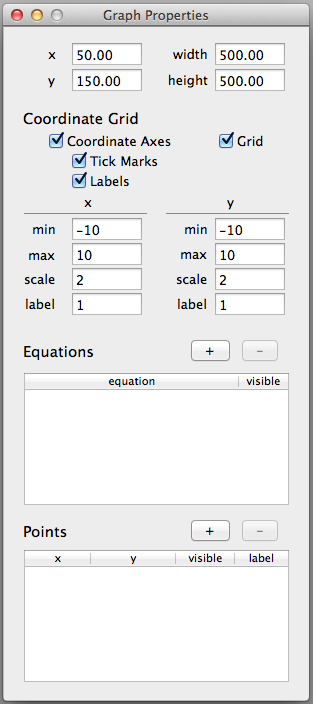 Graph Properties
x 50.00 width 500.00
y 150.00 height 500.00
Coordinate Grid
Coordinate Axes Grid
Tick Marks
Labels
x y
min -10 min -10
max 10 max 10
scale 2 scale 2
label 1 label 1
Equations + -
equation visible
Points + -
x y visible label